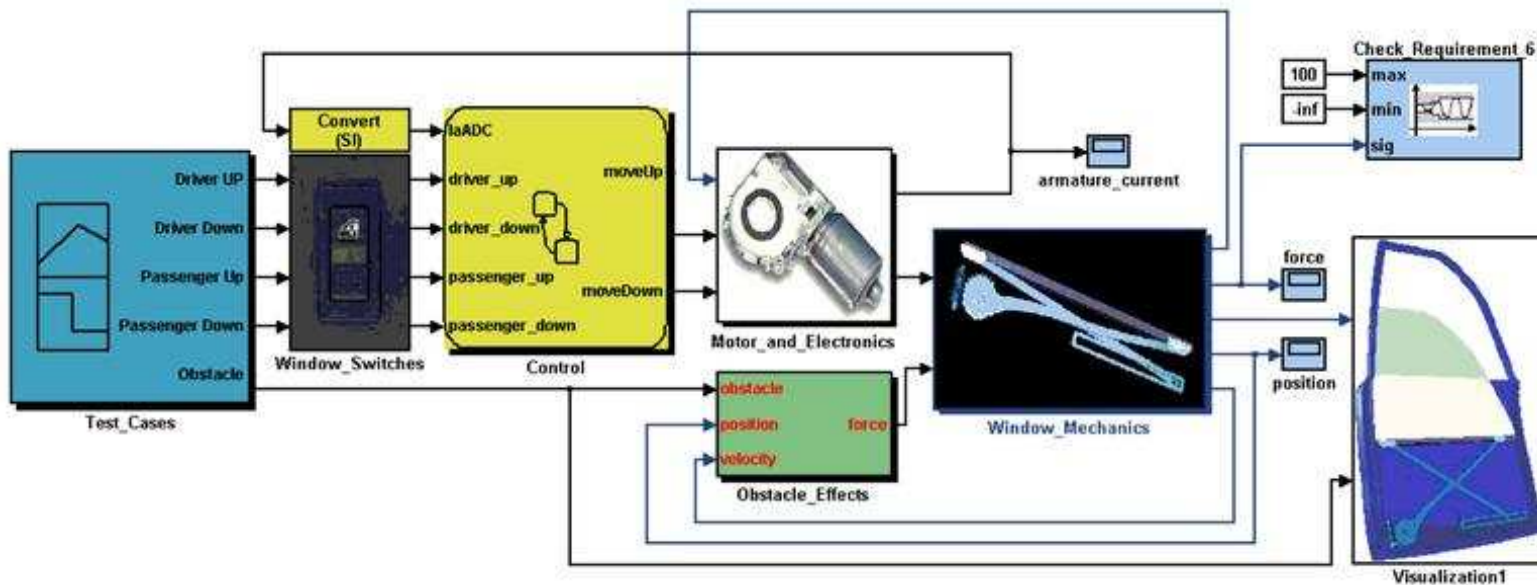 Check_Requirement_6
100
max
-inf
min
sig
Convert
(SI)
IaADC
Driver UP
driver_up
moveUp
armature_current
Driver Down
driver_down
force
Passenger Up
passenger_up
moveDown
Passenger Down
passenger_down
Motor_and_Electronics
Window_Switches
Control
Obstacle
obstacle
position
Test_Cases
position
force
Window_Mechanics
velocity
Obstacle_Effects
Visualization1